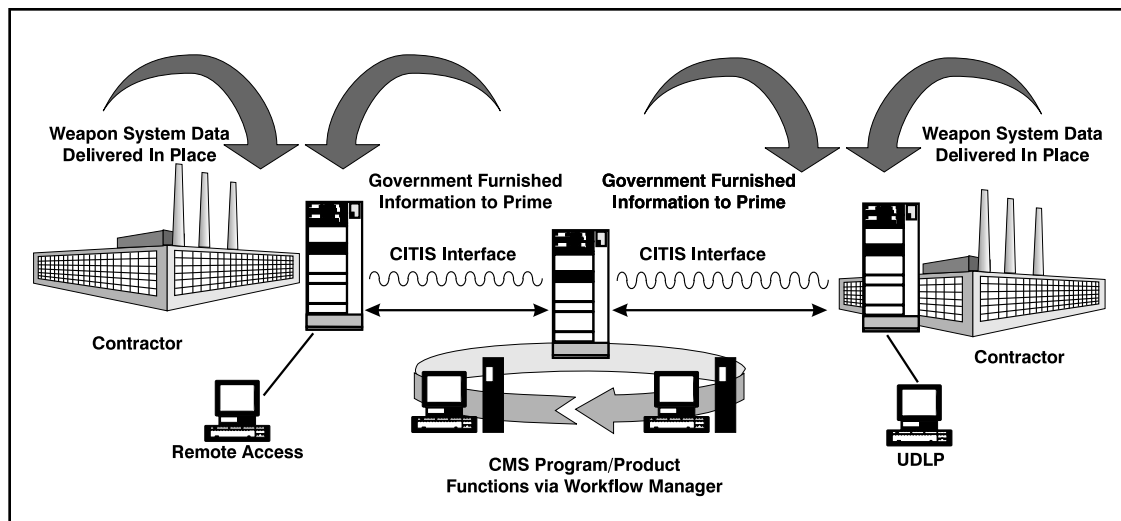 Weapon System Data
Delivered In Place
Government Furnished
Information to Prime
Government Furnished
Information to Prime
Weapon System Data
Delivered In Place
CITIS Interface
CITIS Interface
Contractor
Contractor
Remote Access
UDLP
CMS Program/Product
Functions via Workflow Manager